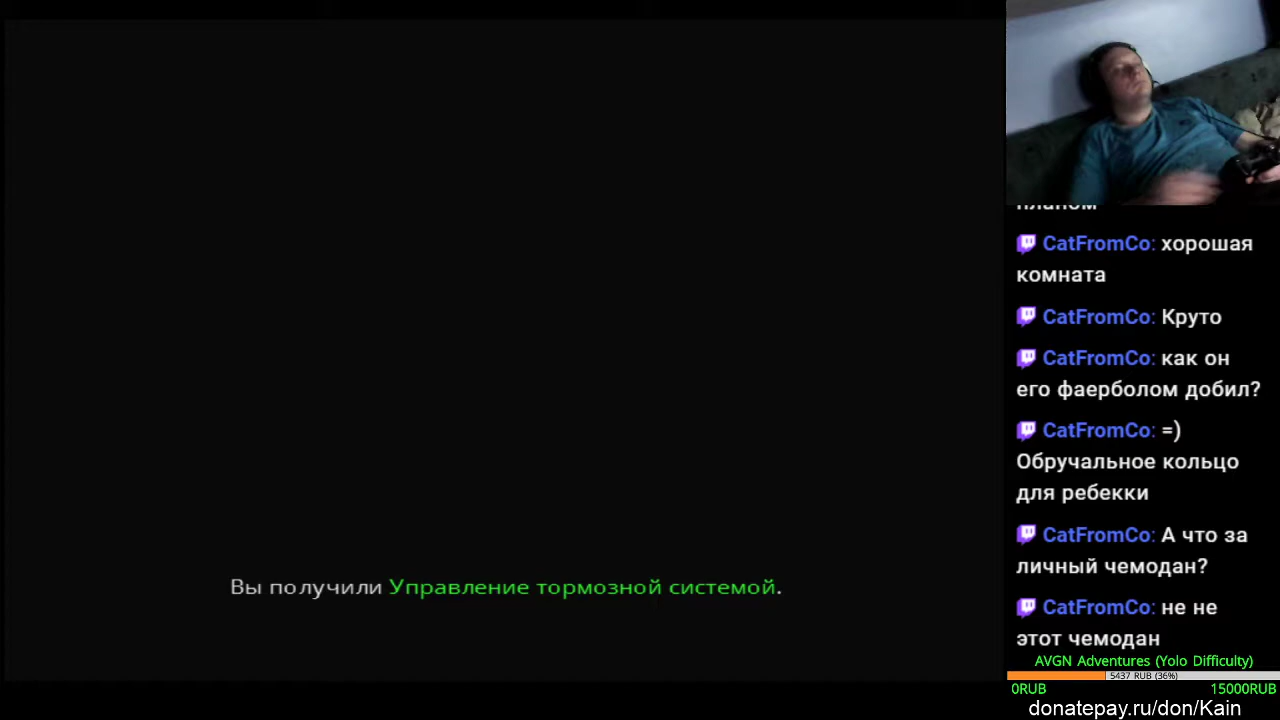 Вы получили Управление тормозной системой.
планом
CatFromCo: хорошая
комната
CatFromCo: Круто
CatFromCo: как он
его фаерболом добил?
CatFromCo: =)
Обручальное кольцо
для ребекки
CatFromCo: А что за
личный чемодан?
CatFromCo: не не
этот чемодан
AVGN Adventures (Yolo Difficulty)
5437 RUB (36%)
0RUB 15000RUB
donatepay.ru/don/Kain